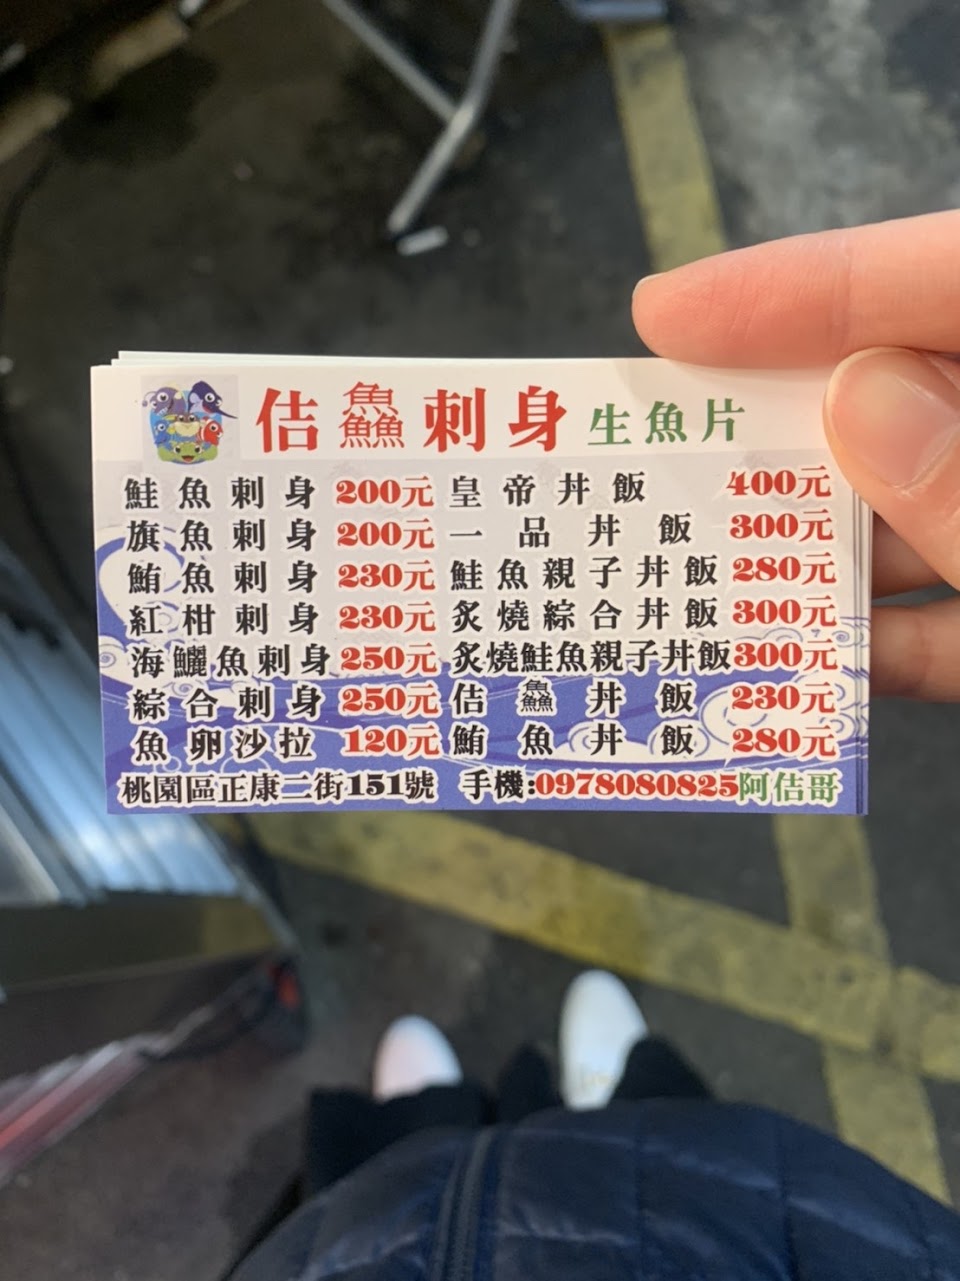 佶鱻刺身 生魚片
鮭魚刺身 200元 皇帝丼飯 400元
旗魚刺身 200元 一品丼飯 300元
鮪魚刺身 230元 鮭魚親子丼飯 280元
紅柑刺身 230元 炙燒綜合丼飯 300元
海鱺魚刺身 250元 炙燒鮭魚親子丼飯 300元
綜合刺身 250元 佶鱻丼飯 230元
魚卵沙拉 120元 鮪魚丼飯 280元
桃園區正康二街151號 手機:0978080825阿佶哥